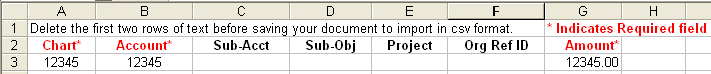 A B C D E F G H
1 Delete the first two rows of text before saving your document to import in csv format. * Indicates Required field
2 Chart* Account* Sub-Acct Sub-Obj Project Org Ref ID Amount*
3 12345 12345 12345.00